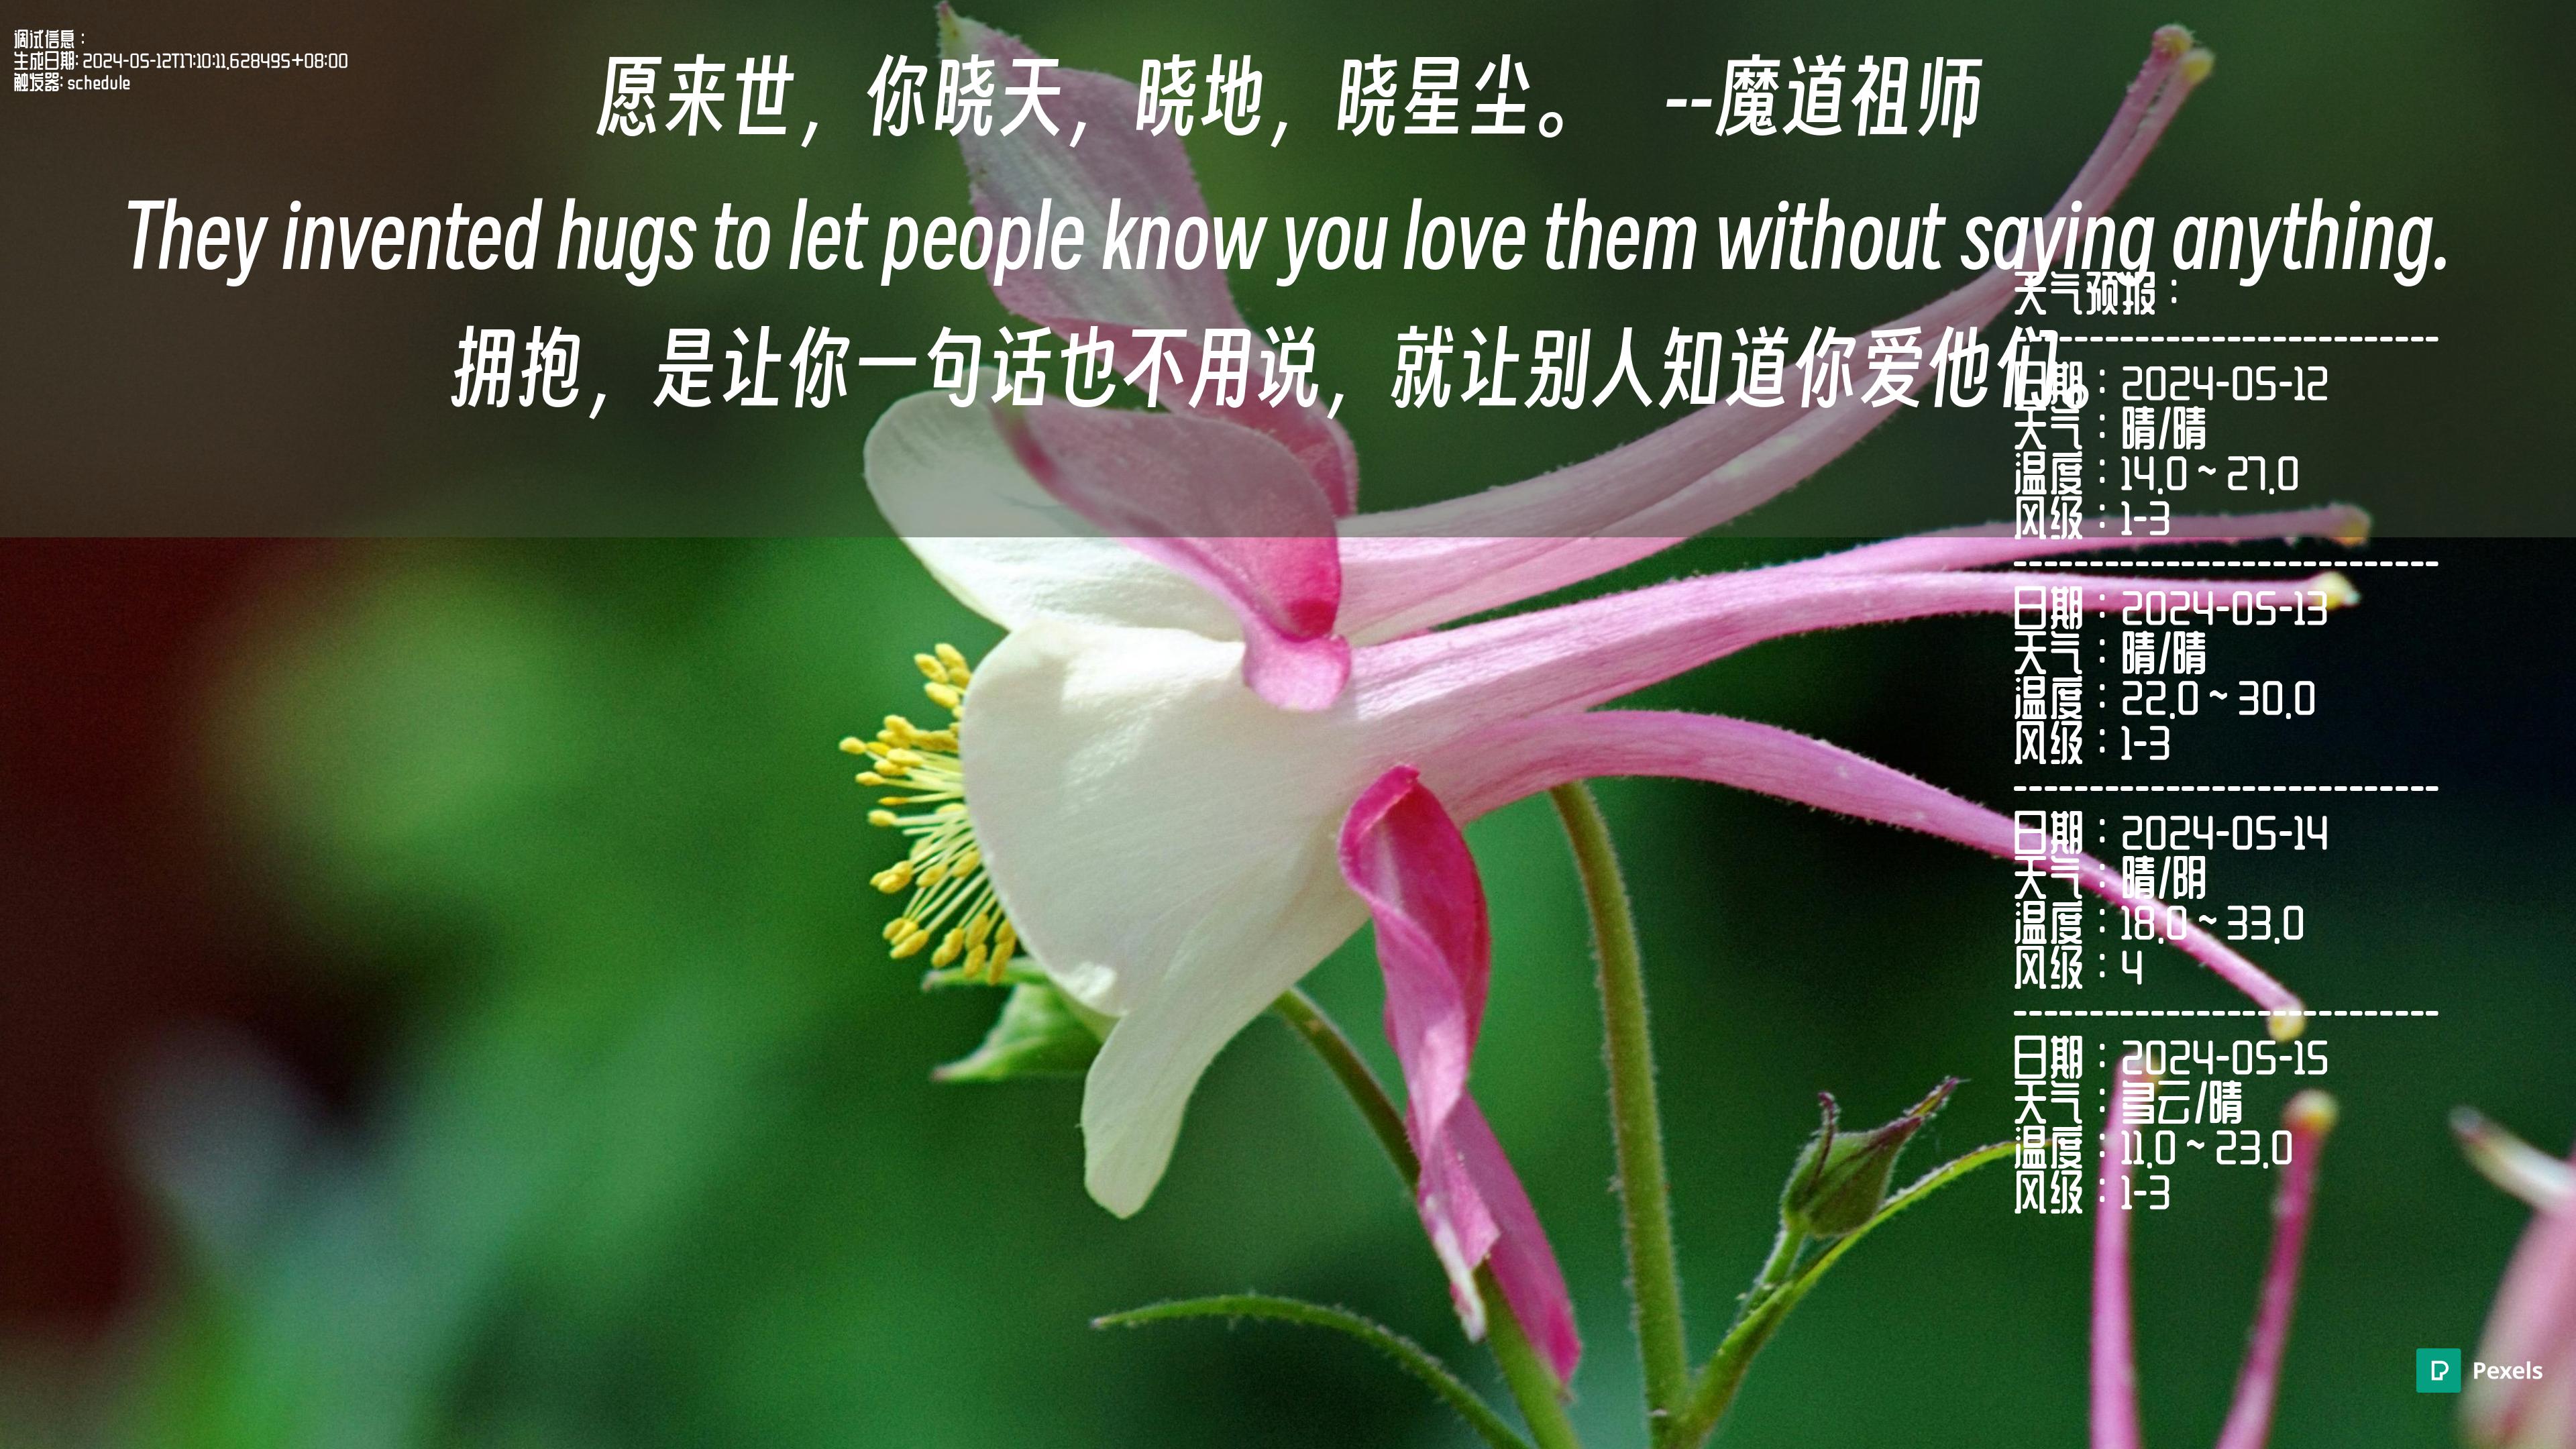 调试信息：
生成日期: 2024-05-12T17:10:11.628495+08:00
触发器: schedule
愿来世，你晓天，晓地，晓星尘。 --魔道祖师
They invented hugs to let people know you love them without saying anything.
拥抱，是让你一句话也不用说，就让别人知道你爱他们。
天气预报：
----------------------------
日期：2024-05-12
天气：晴/晴
温度：14.0 ~ 27.0
风级：1-3
----------------------------
日期：2024-05-13
天气：晴/晴
温度：22.0 ~ 30.0
风级：1-3
----------------------------
日期：2024-05-14
天气：晴/阴
温度：18.0 ~ 33.0
风级：4
----------------------------
日期：2024-05-15
天气：多云/晴
温度：11.0 ~ 23.0
风级：1-3
Pexels